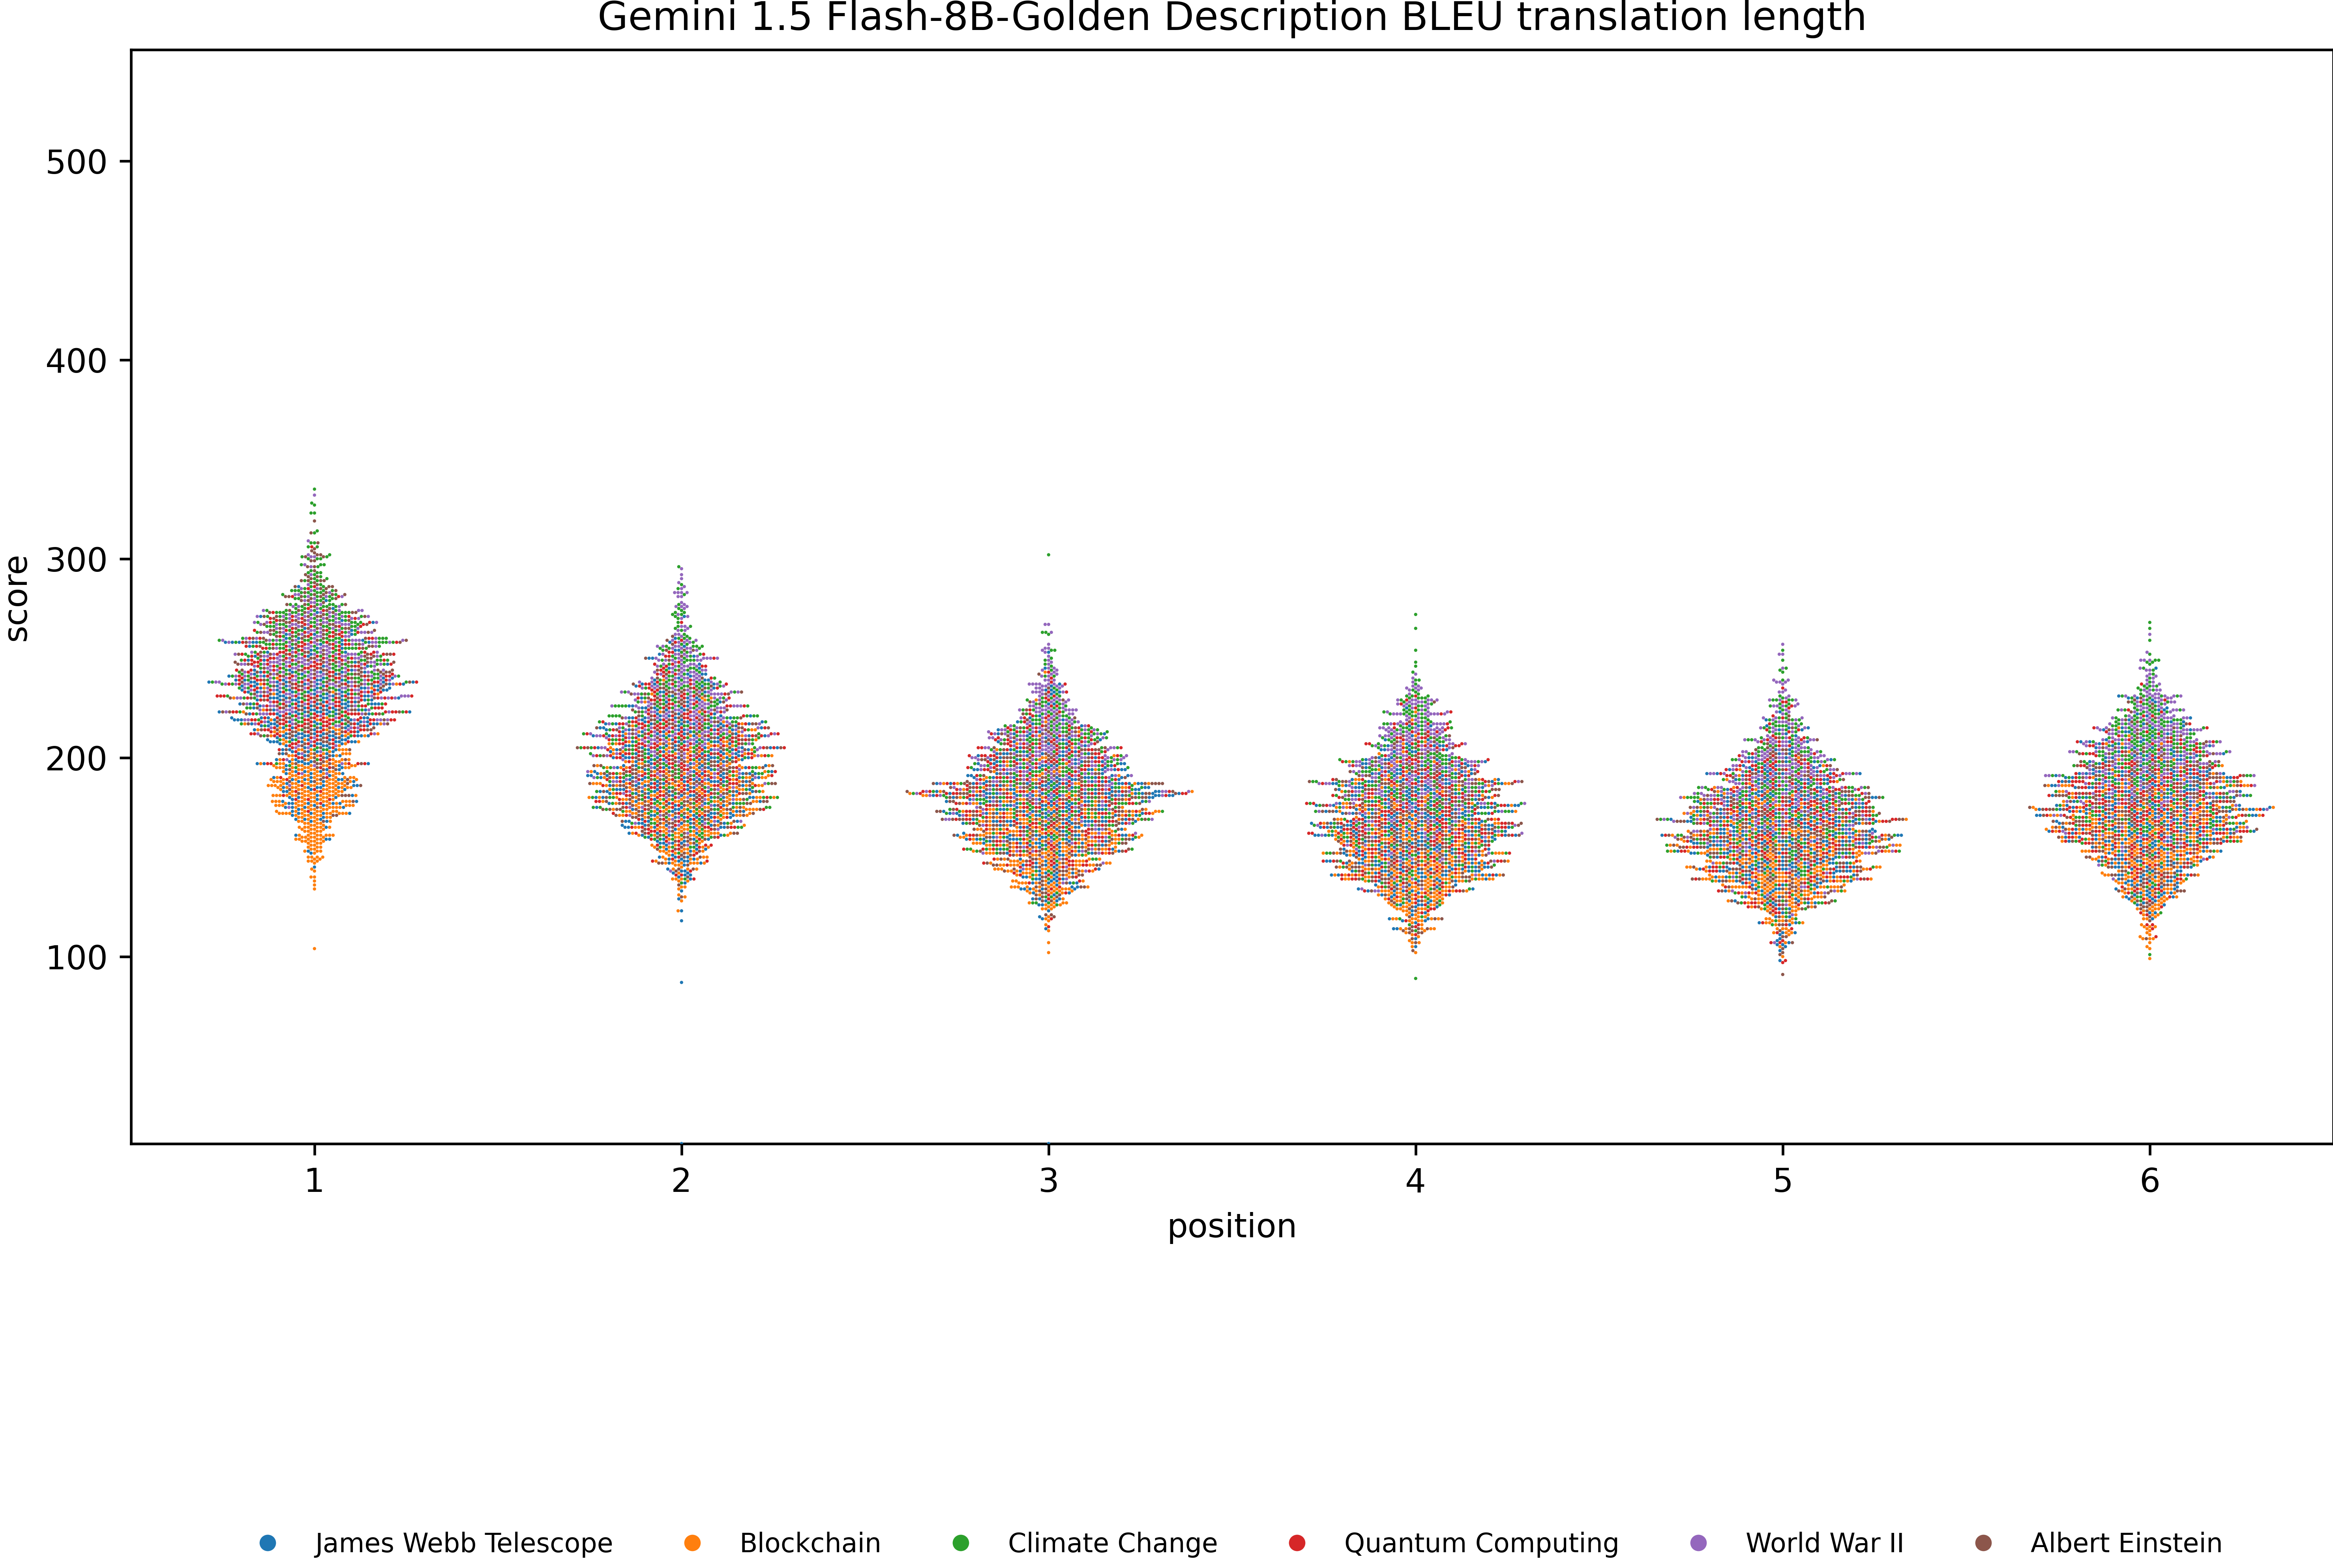 Gemini 1.5 Flash-8B-Golden Description BLEU translation length
500
400
300
200
100
score
1 2 3 4 5 6
position
James Webb Telescope Blockchain Climate Change Quantum Computing World War II Albert Einstein